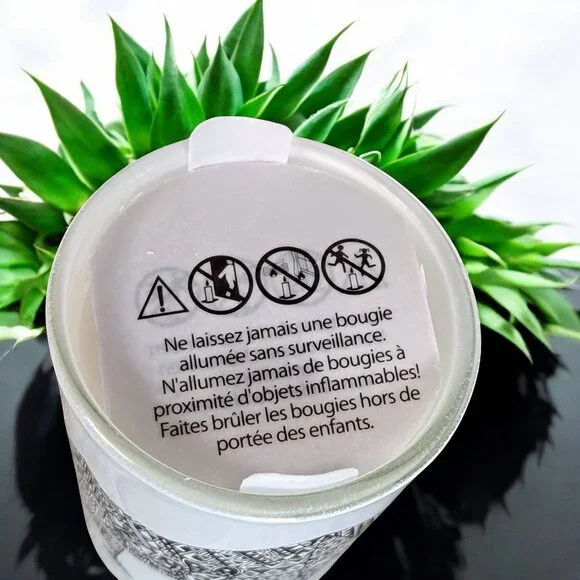 Ne laissez jamais une bougie
allumée sans surveillance.
N'allumez jamais de bougies à
proximité d'objets inflammables!
Faites brûler les bougies hors de
portée des enfants.